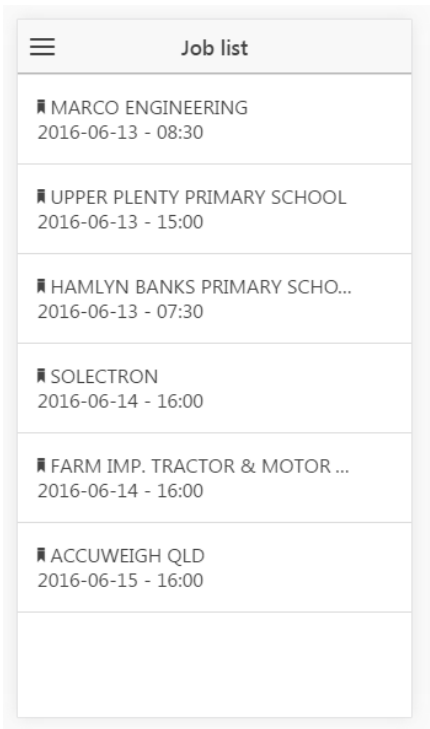 Job list
MARCO ENGINEERING
2016-06-13 - 08:30
UPPER PLENTY PRIMARY SCHOOL
2016-06-13 - 15:00
HAMLYN BANKS PRIMARY SCHO...
2016-06-13 - 07:30
SOLECTRON
2016-06-14 - 16:00
FARM IMP. TRACTOR & MOTOR ...
2016-06-14 - 16:00
ACCUWEIGH QLD
2016-06-15 - 16:00